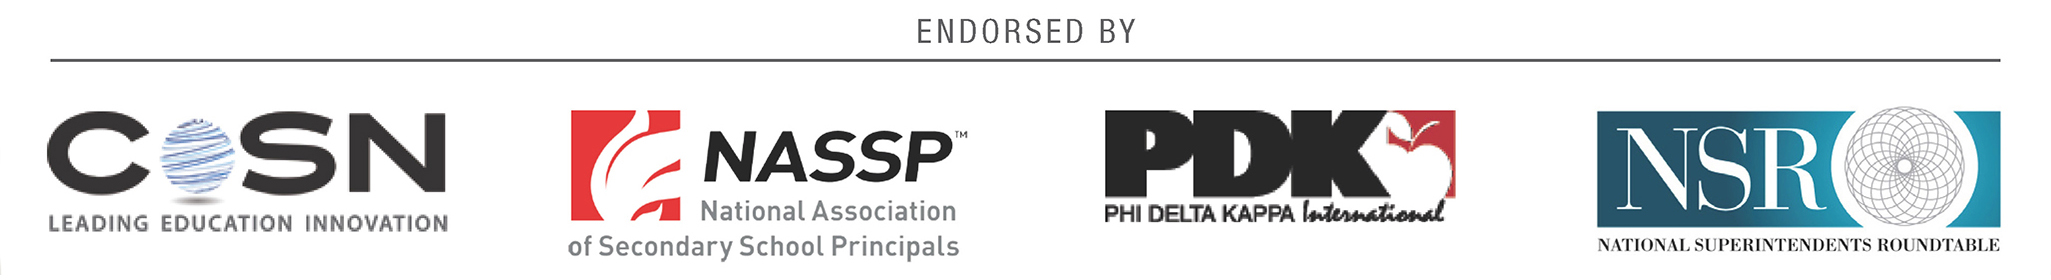 ENDORSED BY
COSN
LEADING EDUCATION INNOVATION
NASSP™
National Association
of Secondary School Principals
PDK
PHI DELTA KAPPA International
NSR
NATIONAL SUPERINTENDENTS ROUNDTABLE